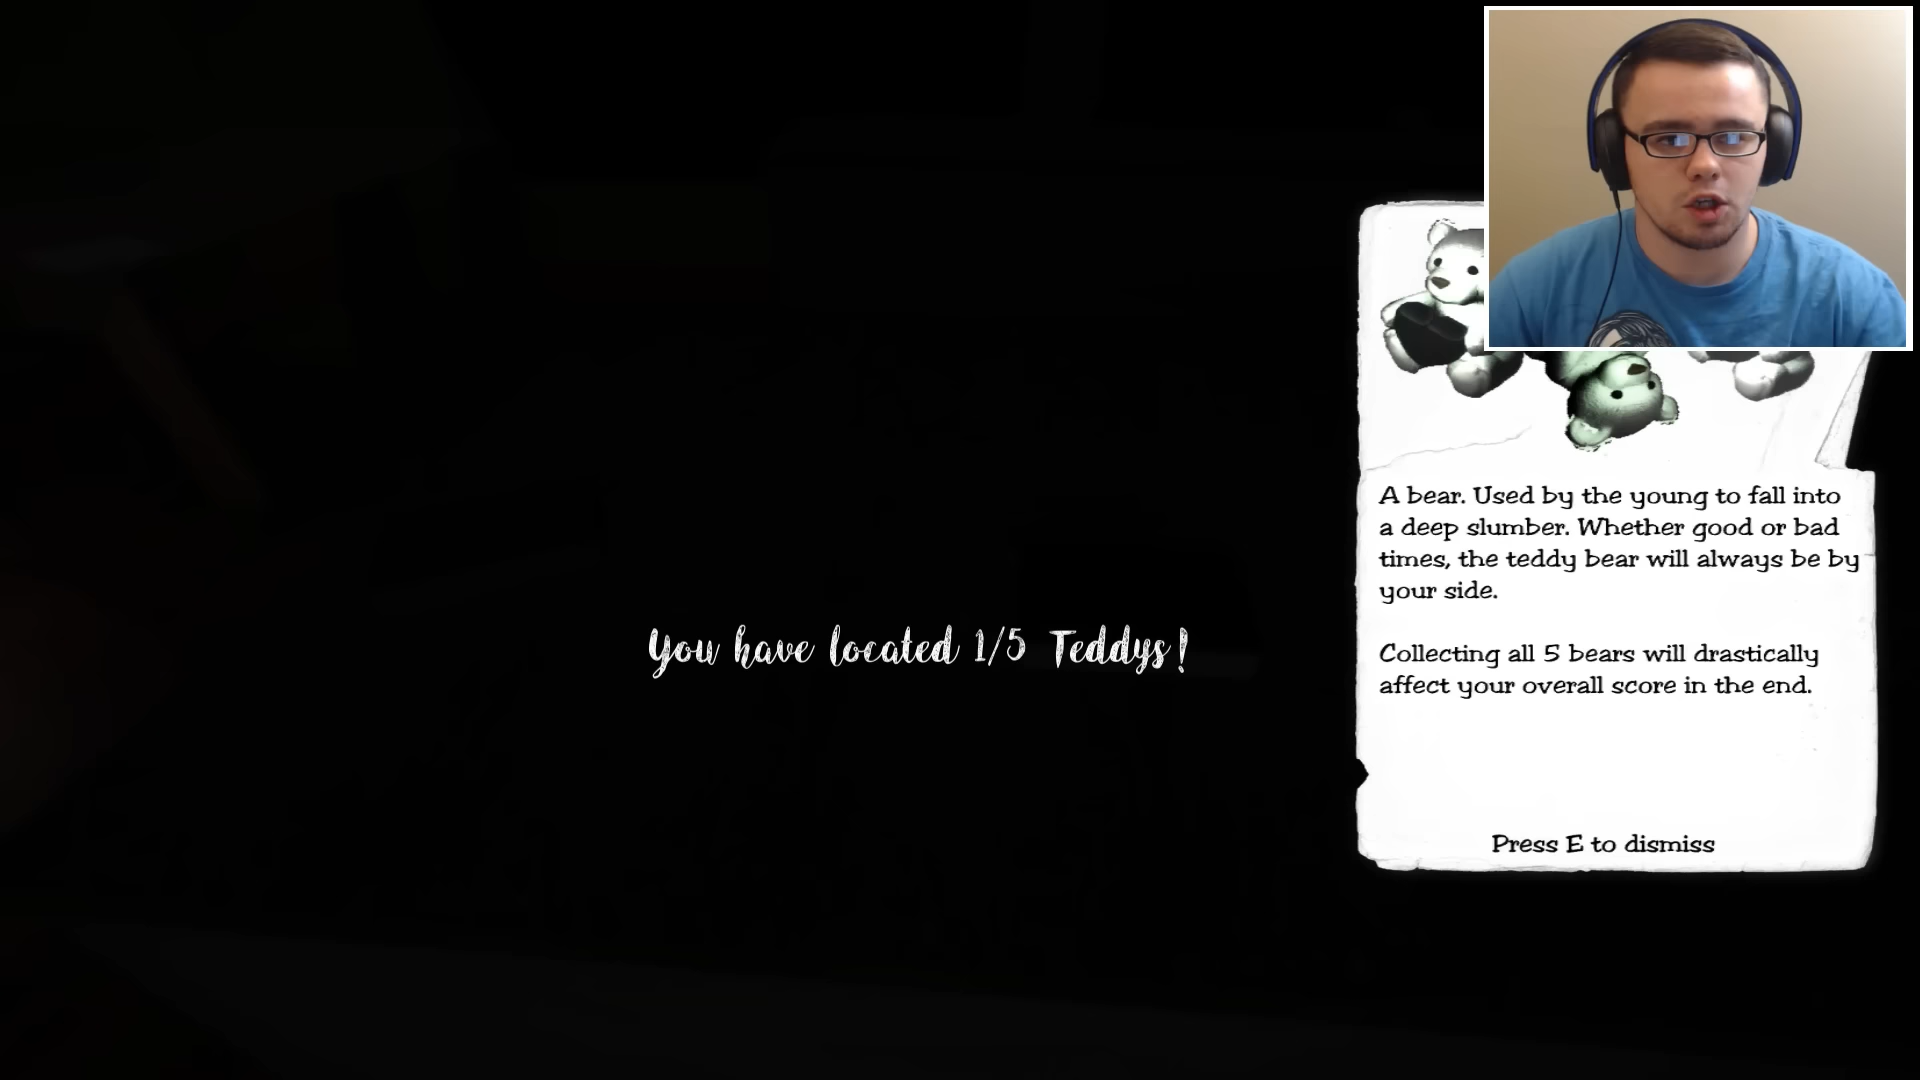 A bear. Used by the young to fall into
a deep slumber. Whether good or bad
times, the teddy bear will always be by
your side.
Collecting all 5 bears will drastically
affect your overall score in the end.
You have located 1/5 Teddys!
Press E to dismiss